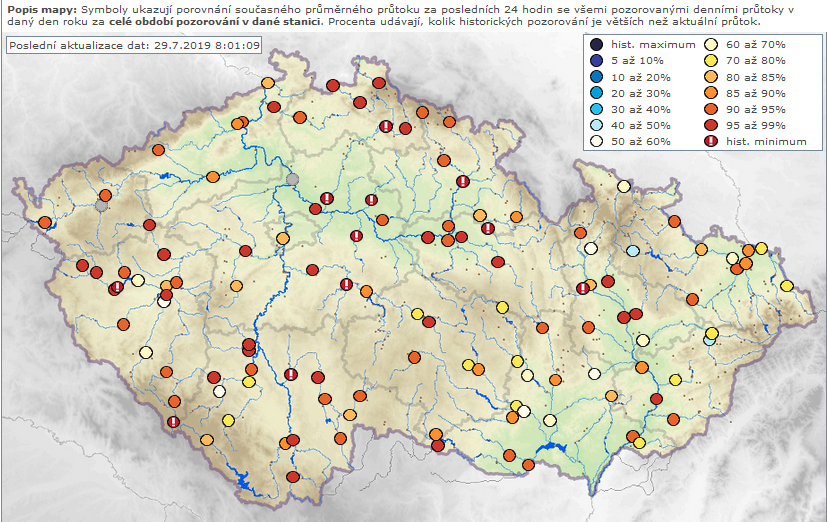 Popis mapy: Symboly ukazují porovnání současného průměrného průtoku za posledních 24 hodin se všemi pozorovanými denními průtoky v
daný den roku za celé období pozorování v dané stanici. Procenta udávají, kolik historických pozorování je větších než aktuální průtok.
Poslední aktualizace dat: 29.7.2019 8:01:09
hist. maximum
5 až 10%
10 až 20%
20 až 30%
30 až 40%
40 až 50%
50 až 60%
60 až 70%
70 až 80%
80 až 85%
85 až 90%
90 až 95%
95 až 99%
hist. minimum